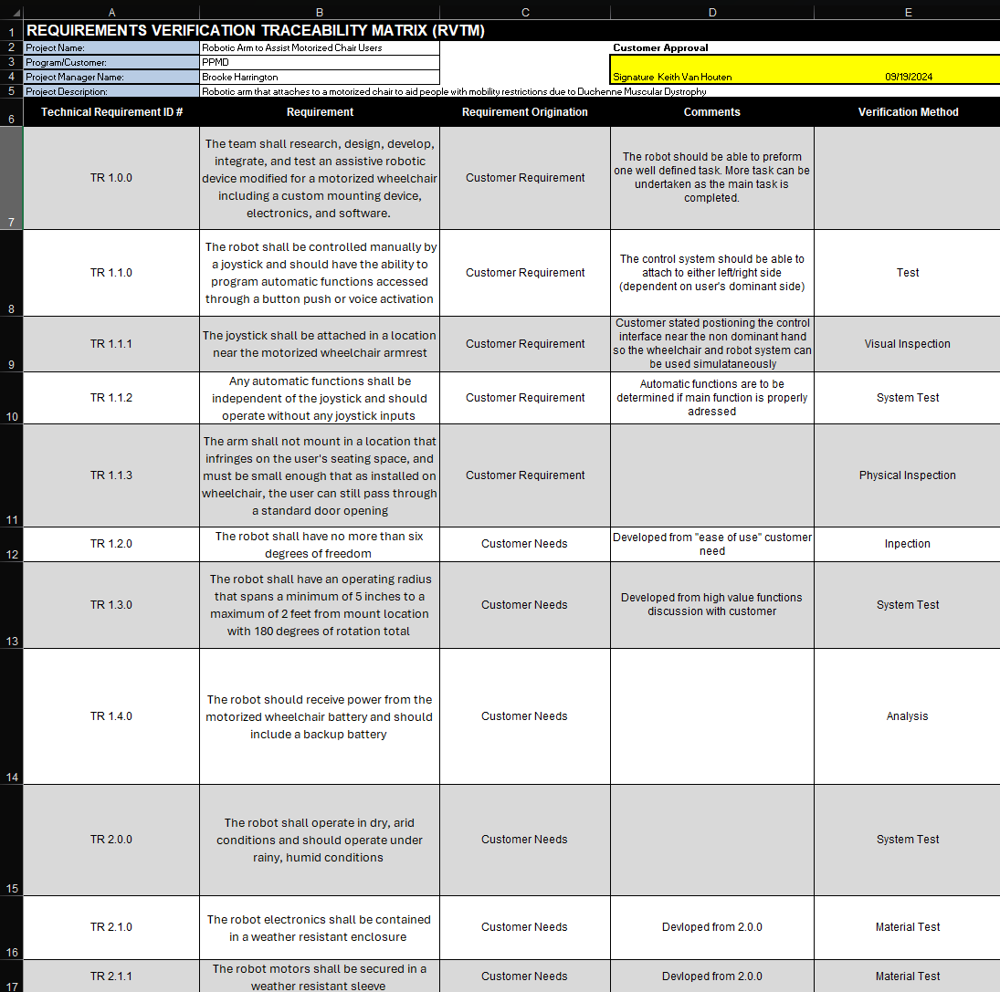 A B C D E
1 REQUIREMENTS VERIFICATION TRACEABILITY MATRIX (RVTM)
2 Project Name: Robotic Arm to Assist Motorized Chair Users Customer Approval
3 Program/Customer: PPMD
4 Project Manager Name: Brooke Harrington Signature Keith Van Houten 09/19/2024
5 Project Description: Robotic arm that attaches to a motorized chair to aid people with mobility restrictions due to Duchenne Muscular Dystrophy
6 Technical Requirement ID # Requirement Requirement Origination Comments Verification Method
7
TR 1.0.0
The team shall research, design, develop,
integrate, and test an assistive robotic
device modified for a motorized wheelchair
including a custom mounting device,
electronics, and software.
Customer Requirement
The robot should be able to preform
one well defined task. More task can be
undertaken as the main task is
completed.
8
TR 1.1.0
The robot shall be controlled manually by
a joystick and should have the ability to
program automatic functions accessed
through a button push or voice activation
Customer Requirement
The control system should be able to
attach to either left/right side
(dependent on user's dominant side)
Test
9
TR 1.1.1
The joystick shall be attached in a location
near the motorized wheelchair armrest
Customer Requirement
Customer stated postioning the control
interface near the non dominant hand
so the wheelchair and robot system can
be used simulataneously
Visual Inspection
10
TR 1.1.2
Any automatic functions shall be
independent of the joystick and should
operate without any joystick inputs
Customer Requirement
Automatic functions are to be
determined if main function is properly
adressed
System Test
11
TR 1.1.3
The arm shall not mount in a location that
infringes on the user's seating space, and
must be small enough that as installed on
wheelchair, the user can still pass through
a standard door opening
Customer Requirement
Physical Inspection
12
TR 1.2.0
The robot shall have no more than six
degrees of freedom
Customer Needs
Developed from "ease of use" customer
need
Inpection
13
TR 1.3.0
The robot shall have an operating radius
that spans a minimum of 5 inches to a
maximum of 2 feet from mount location
with 180 degrees of rotation total
Customer Needs
Developed from high value functions
discussion with customer
System Test
14
TR 1.4.0
The robot should receive power from the
motorized wheelchair battery and should
include a backup battery
Customer Needs
Analysis
15
TR 2.0.0
The robot shall operate in dry, arid
conditions and should operate under
rainy, humid conditions
Customer Needs
System Test
16
TR 2.1.0
The robot electronics shall be contained
in a weather resistant enclosure
Customer Needs
Devloped from 2.0.0
Material Test
17
TR 2.1.1
The robot motors shall be secured in a
weather resistant sleeve
Customer Needs
Devloped from 2.0.0
Material Test